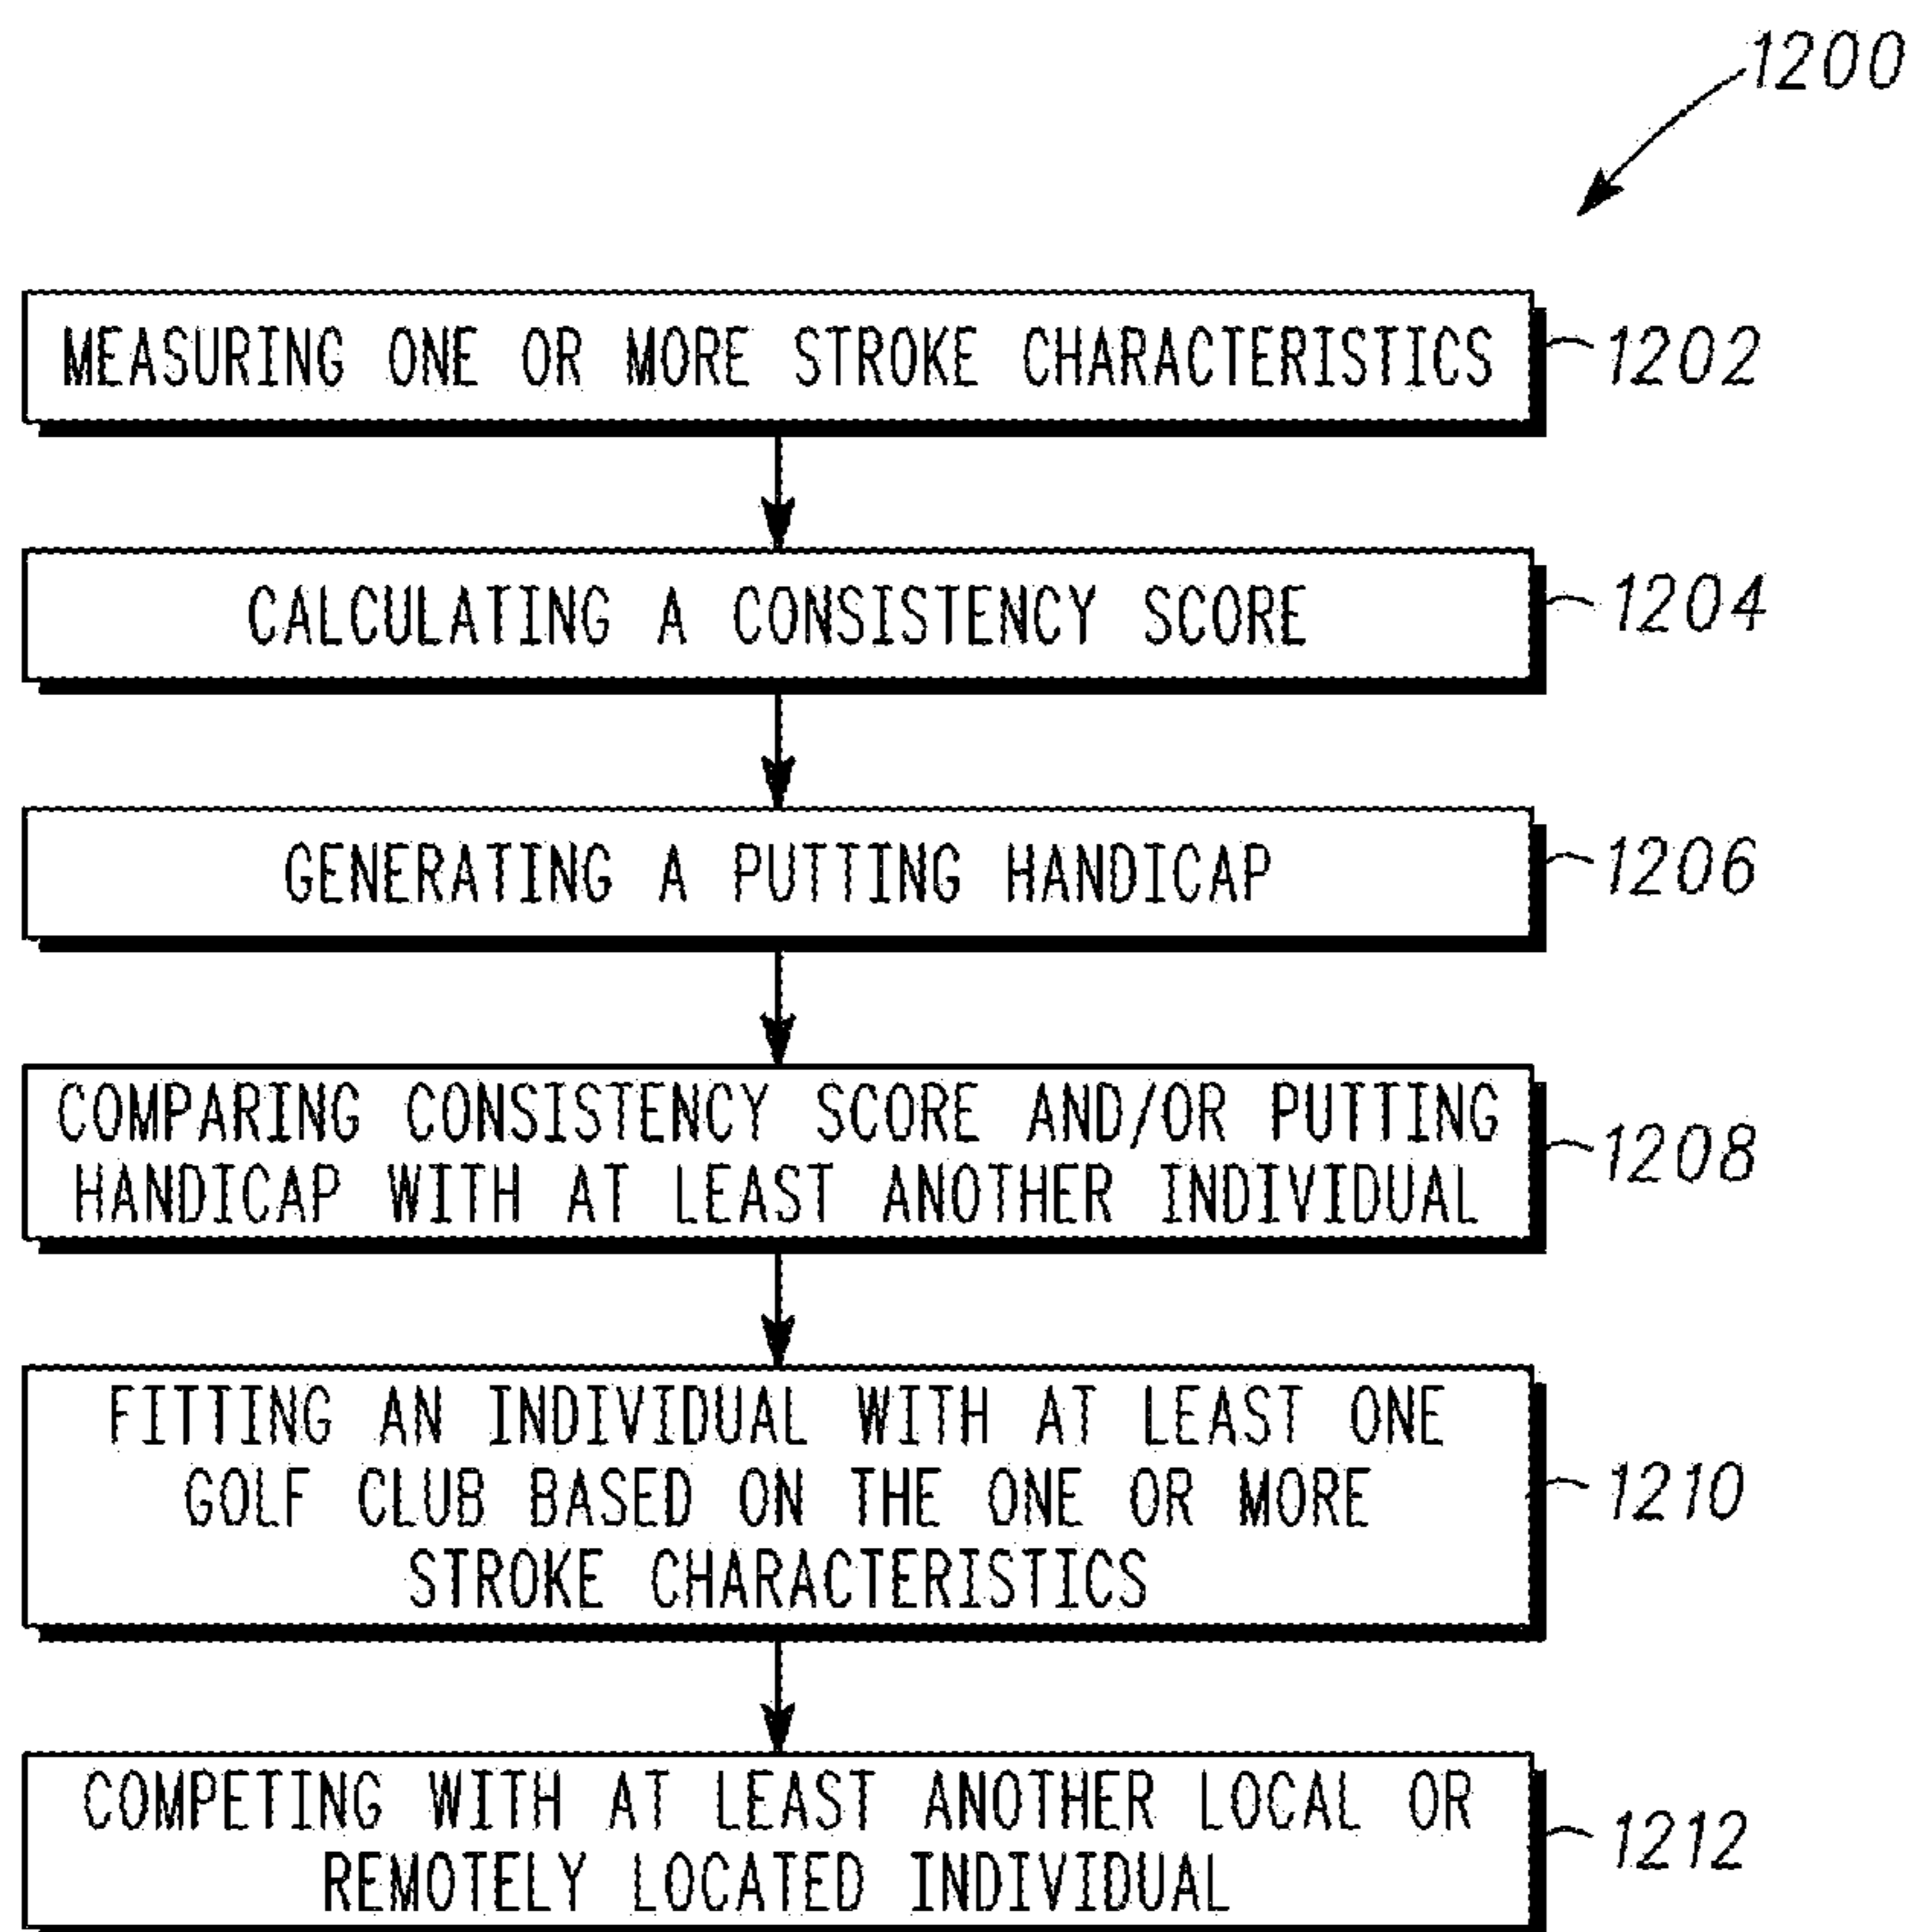 1200
MEASURING ONE OR MORE STROKE CHARACTERISTICS
1202
CALCULATING A CONSISTENCY SCORE
1204
GENERATING A PUTTING HANDICAP
1206
COMPARING CONSISTENCY SCORE AND/OR PUTTING
HANDICAP WITH AT LEAST ANOTHER INDIVIDUAL
1208
FITTING AN INDIVIDUAL WITH AT LEAST ONE
GOLF CLUB BASED ON THE ONE OR MORE
STROKE CHARACTERISTICS
1210
COMPETING WITH AT LEAST ANOTHER LOCAL OR
REMOTELY LOCATED INDIVIDUAL
1212